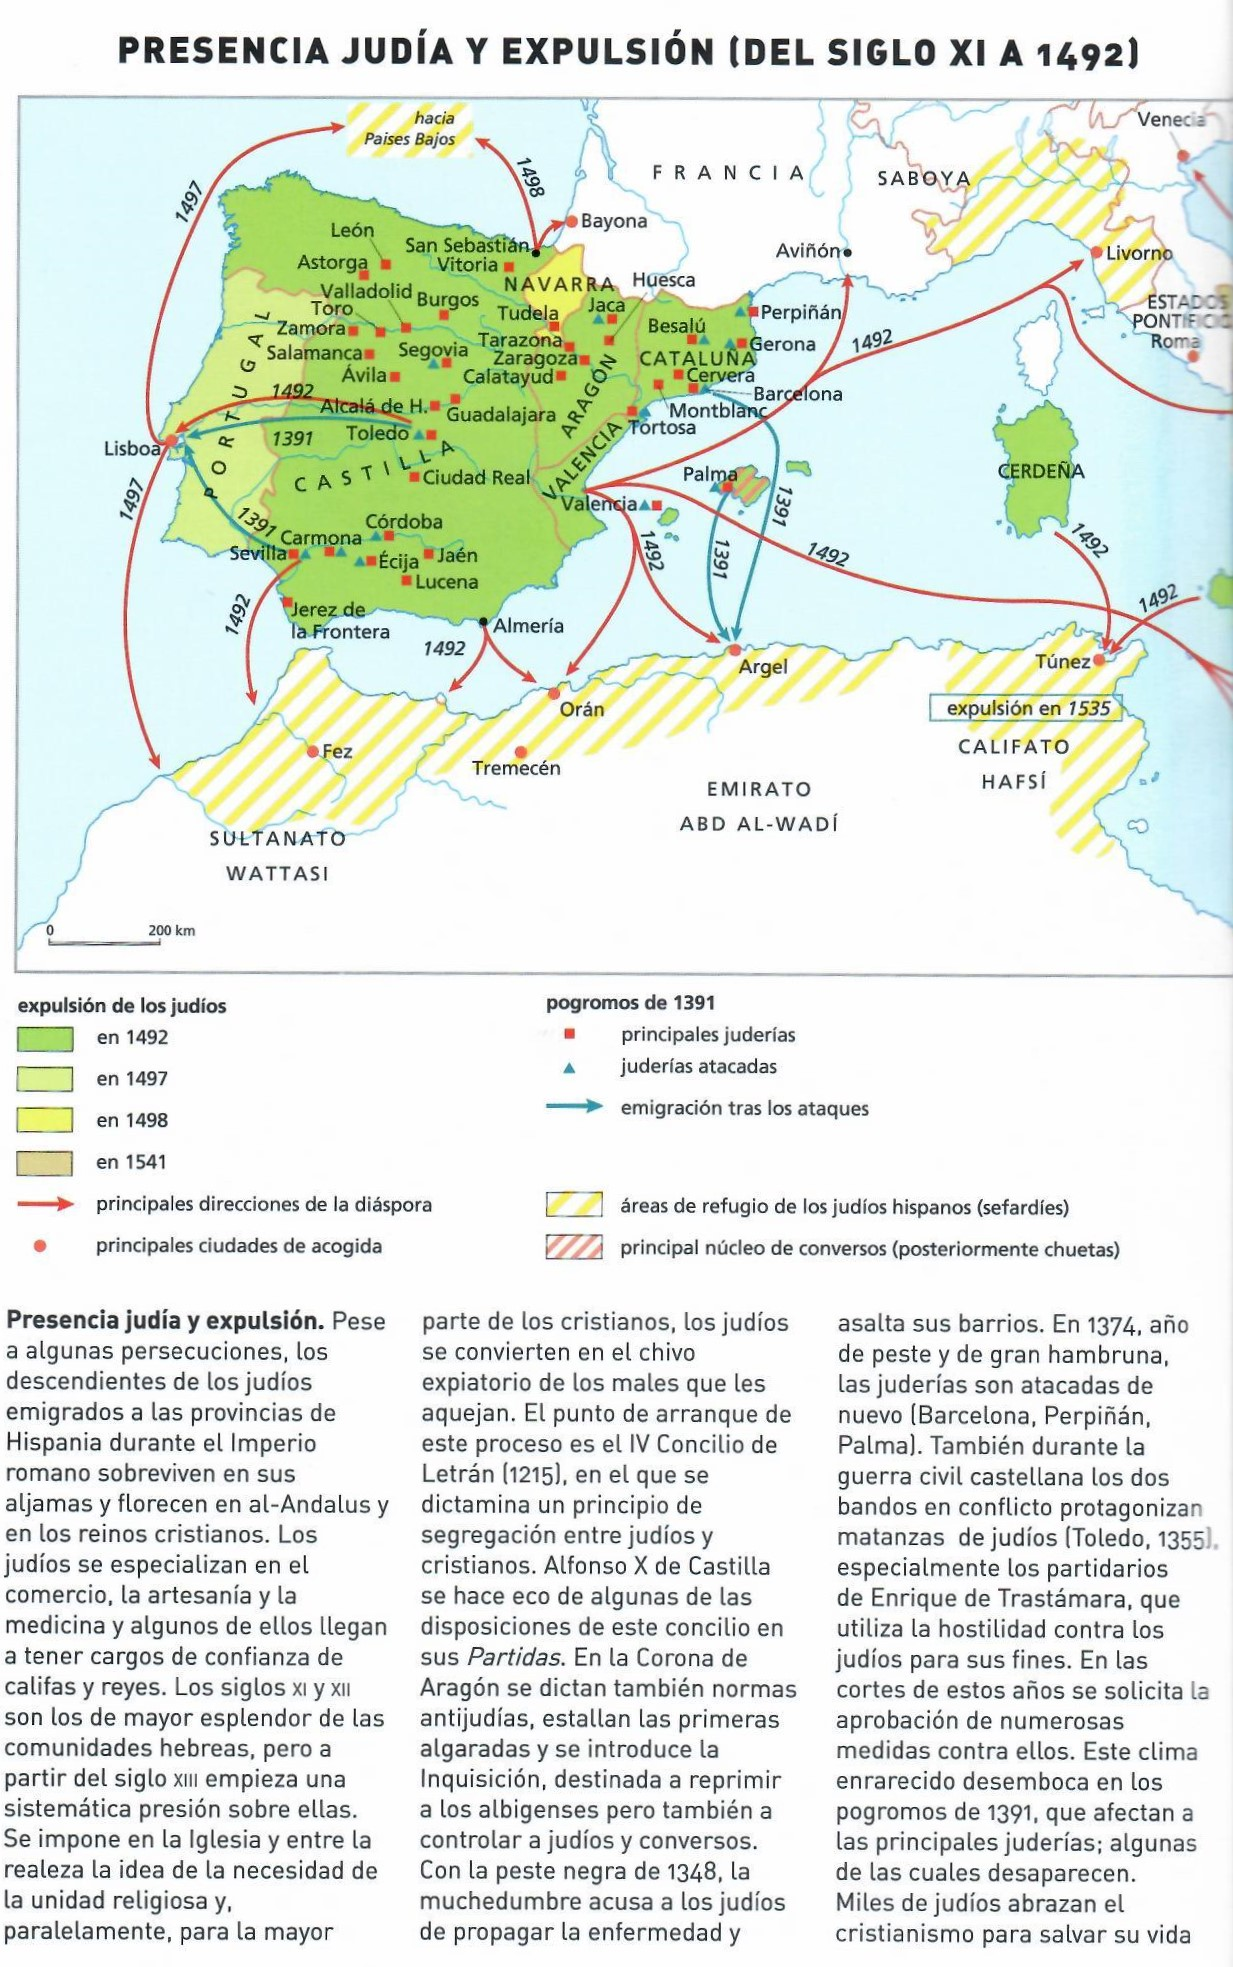 PRESENCIA JUDÍA Y EXPULSIÓN (DEL SIGLO XI A 1492)
hacia
Paises Bajos
1497
1498
FRANCIA
SABOYA
Venecia
Bayona
León
San Sebastián
Astorga
Vitoria
NAVARRA
Huesca
Aviñón
Livorno
Valladolid
Burgos
Toro
Tudela
Jaca
Perpiñán
ESTADOS
PONTIFICIO
Roma
Zamora
Besalú
Tarazona
Gerona
1492
Salamanca
Segovia
Zaragoza
CATALUÑA
Ávila
Calatayud
Cervera
Barcelona
PORTUGAL
1492
Alcalá de H.
Guadalajara
ARAGÓN
Montblanc
Tortosa
Lisboa
1391
Toledo
VALENCIA
CASTILLA
Ciudad Real
Palma
CERDEÑA
1497
Valencia
1391
1391
Córdoba
Carmona
Sevilla
Écija
Jaén
Lucena
1492
1391
1492
1492
1492
1492
Jerez de
la Frontera
Almería
1492
Argel
Túnez
Orán
expulsión en 1535
Fez
Tremecén
CALIFATO
HAFSÍ
EMIRATO
ABD AL-WADÍ
SULTANATO
WATTASI
0 200 km
expulsión de los judíos
en 1492
en 1497
en 1498
en 1541
principales direcciones de la diáspora
principales ciudades de acogida
pogromos de 1391
principales juderías
juderías atacadas
emigración tras los ataques
áreas de refugio de los judíos hispanos (sefardíes)
principal núcleo de conversos (posteriormente chuetas)
Presencia judía y expulsión. Pese
a algunas persecuciones, los
descendientes de los judíos
emigrados a las provincias de
Hispania durante el Imperio
romano sobreviven en sus
aljamas y florecen en al-Andalus y
en los reinos cristianos. Los
judíos se especializan en el
comercio, la artesanía y la
medicina y algunos de ellos llegan
a tener cargos de confianza de
califas y reyes. Los siglos XI y XII
son los de mayor esplendor de las
comunidades hebreas, pero a
partir del siglo XIII empieza una
sistemática presión sobre ellas.
Se impone en la Iglesia y entre la
realeza la idea de la necesidad de
la unidad religiosa y,
paralelamente, para la mayor
parte de los cristianos, los judíos
se convierten en el chivo
expiatorio de los males que les
aquejan. El punto de arranque de
este proceso es el IV Concilio de
Letrán (1215), en el que se
dictamina un principio de
segregación entre judíos y
cristianos. Alfonso X de Castilla
se hace eco de algunas de las
disposiciones de este concilio en
sus Partidas. En la Corona de
Aragón se dictan también normas
antijudías, estallan las primeras
algaradas y se introduce la
Inquisición, destinada a reprimir
a los albigenses pero también a
controlar a judíos y conversos.
Con la peste negra de 1348, la
muchedumbre acusa a los judíos
de propagar la enfermedad y
asalta sus barrios. En 1374, año
de peste y de gran hambruna,
las juderías son atacadas de
nuevo (Barcelona, Perpiñán,
Palma). También durante la
guerra civil castellana los dos
bandos en conflicto protagonizan
matanzas de judíos (Toledo, 1355),
especialmente los partidarios
de Enrique de Trastámara, que
utiliza la hostilidad contra los
judíos para sus fines. En las
cortes de estos años se solicita la
aprobación de numerosas
medidas contra ellos. Este clima
enrarecido desemboca en los
pogromos de 1391, que afectan a
las principales juderías; algunas
de las cuales desaparecen.
Miles de judíos abrazan el
cristianismo para salvar su vida